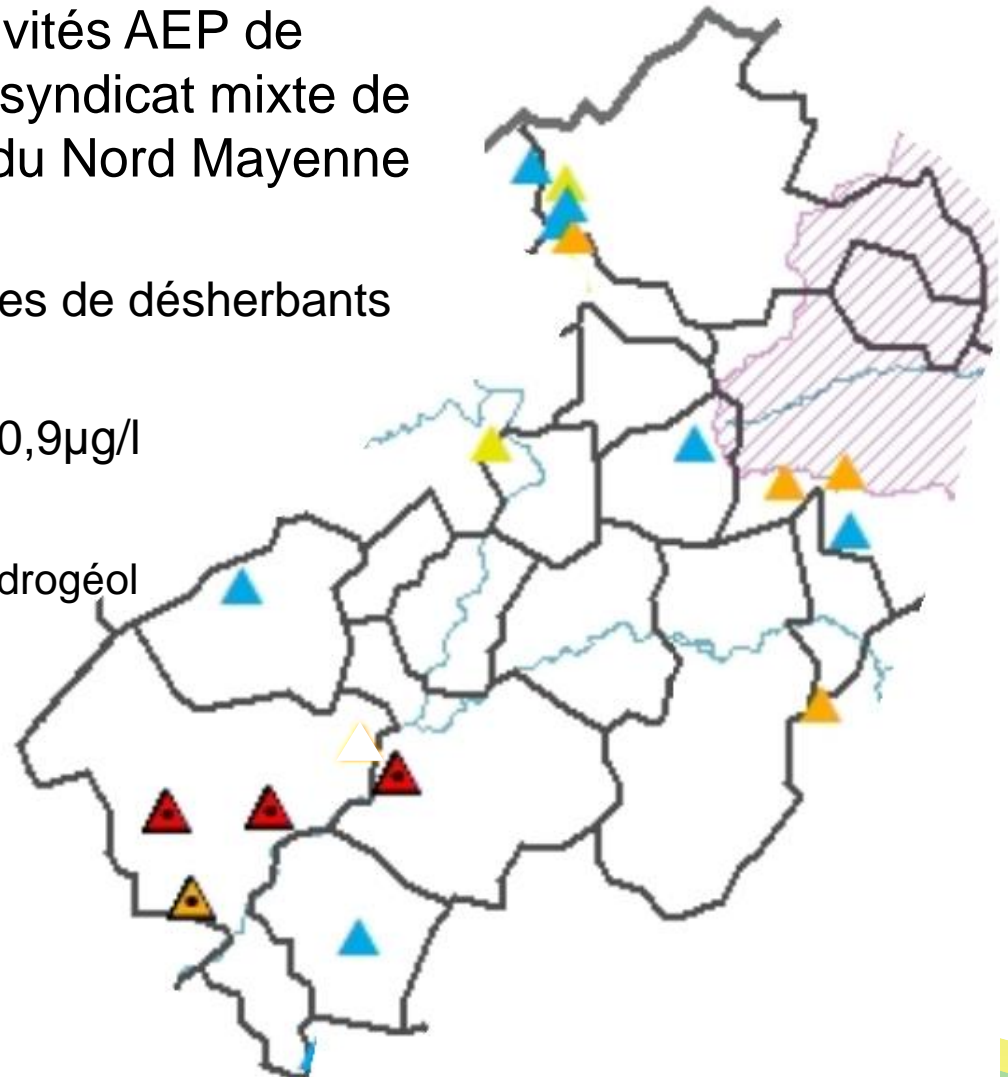 vités AEP de
syndicat mixte de
du Nord Mayenne
es de désherbants
0,9µg/l
drogéol